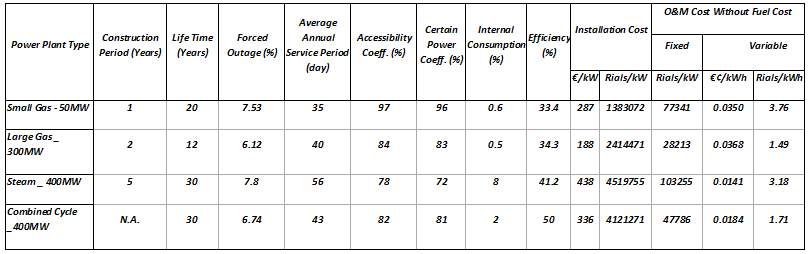 Power Plant Type Construction Period (Years) Life Time (Years) Forced Outage (%) Average Annual Service Period (day) Accessibility Coeff. (%) Certain Power Coeff. (%) Internal Consumption (%) Efficiency (%) Installation Cost O&M Cost Without Fuel Cost
Fixed Variable
€/kW Rials/kW Rials/kW €¢/kWh Rials/kWh
Small Gas - 50MW 1 20 7.53 35 97 96 0.6 33.4 287 1383072 77341 0.0350 3.76
Large Gas _ 300MW 2 12 6.12 40 84 83 0.5 34.3 188 2414471 28213 0.0368 1.49
Steam _ 400MW 5 30 7.8 56 78 72 8 41.2 438 4519755 103255 0.0141 3.18
Combined Cycle _400MW N.A. 30 6.74 43 82 81 2 50 336 4121271 47786 0.0184 1.71